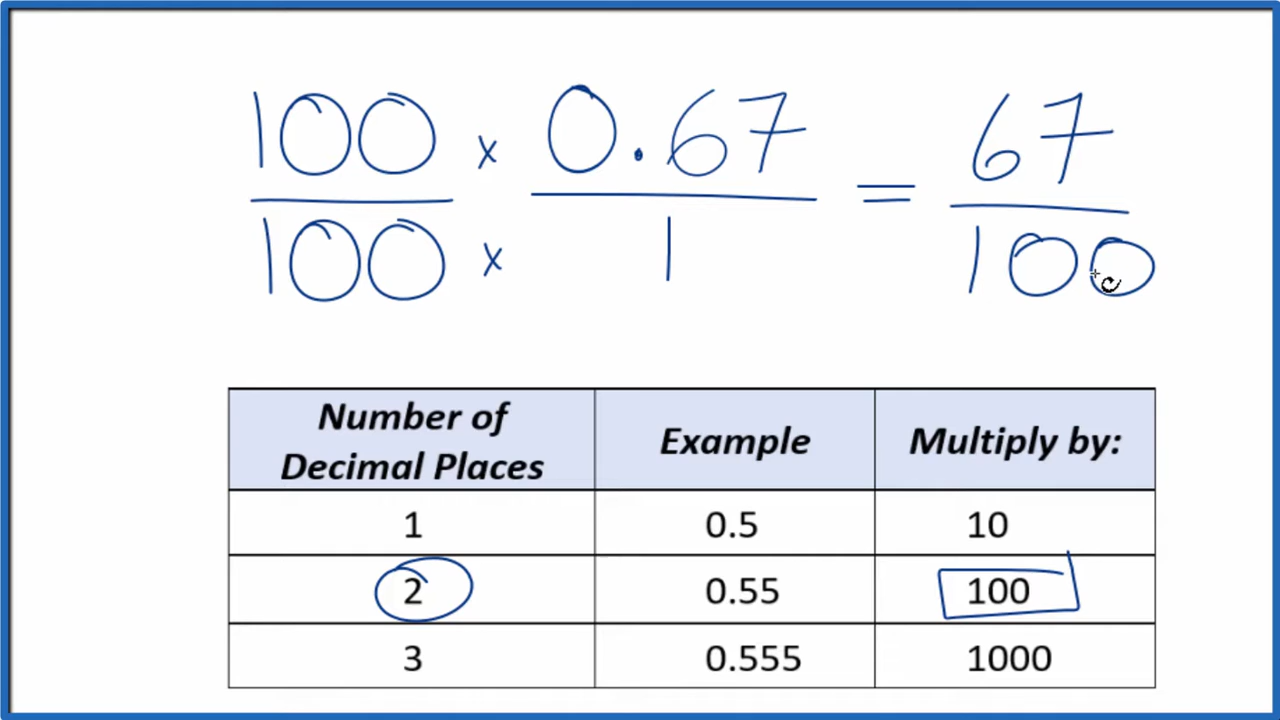 100 × 0.67 = 67
100 × 1 100
Number of Decimal Places Example Multiply by:
1 0.5 10
2 0.55 100
3 0.555 1000